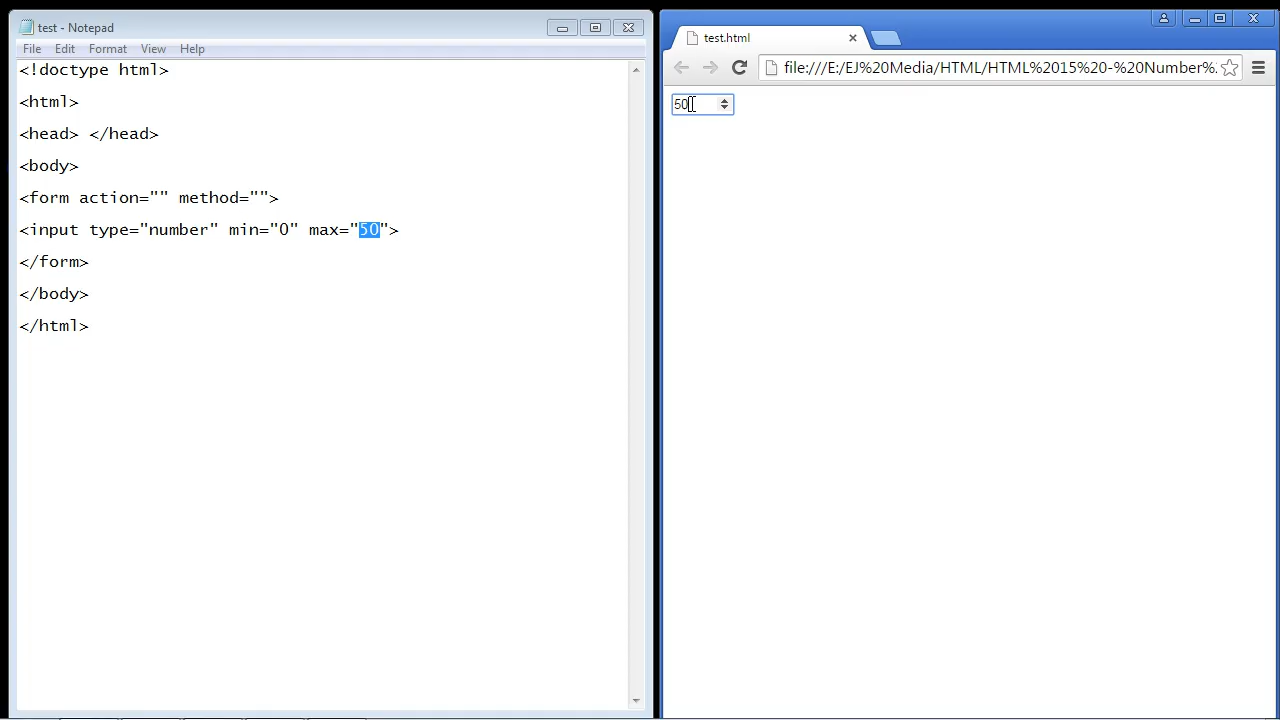 test - Notepad
File Edit Format View Help
<!doctype html>
<html>
<head> </head>
<body>
<form action="" method="">
<input type="number" min="0" max="50">
</form>
</body>
</html>
test.html
file:///E:/EJ%20Media/HTML/HTML%2015%20-%20Number%.
50